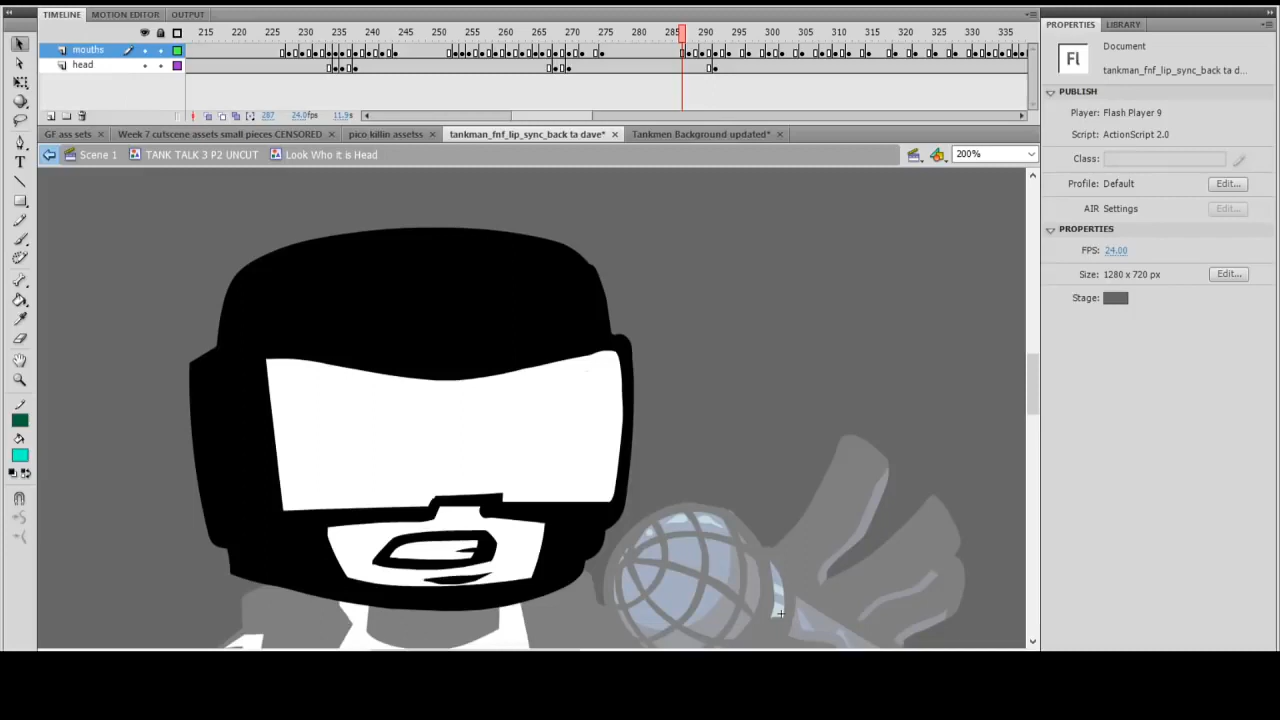 TIMELINE MOTION EDITOR OUTPUT
215 220 225 230 235 240 245 250 255 260 265 270 275 280 285 290 295 300 305 310 315 320 325 330 335
mouths
head
287 24.0fps 11.9s
GF ass sets × Week 7 cutscene assets small pieces CENSORED × pico killin assets × tankman_fnf_lip_sync_back ta dave* × Tankmen Background updated* ×
Scene 1 TANK TALK 3 P2 UNCUT Look Who it is Head 200%
PROPERTIES LIBRARY
Fl
Document
tankman_fnf_lip_sync_back ta d...
PUBLISH
Player: Flash Player 9
Script: ActionScript 2.0
Class:
Profile: Default Edit...
AIR Settings Edit...
PROPERTIES
FPS: 24.00
Size: 1280 x 720 px Edit...
Stage: